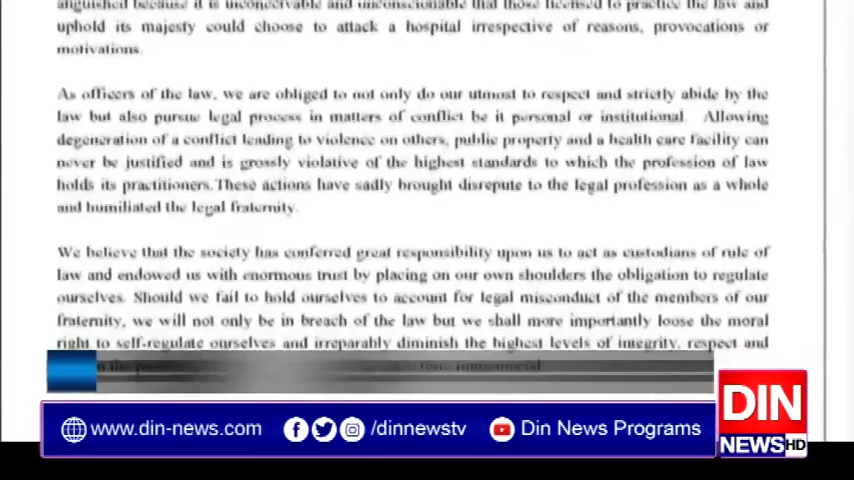 anguished because it is inconceivable and unconscionable that those licensed to practice the law and
uphold its majesty could choose to attack a hospital irrespective of reasons, provocations or
motivations.
As officers of the law, we are obliged to not only do our utmost to respect and strictly abide by the
law but also pursue legal process in matters of conflict be it personal or institutional. Allowing
degeneration of a conflict leading to violence on others, public property and a health care facility can
never be justified and is grossly violative of the highest standards to which the profession of law
holds its practitioners.These actions have sadly brought disrepute to the legal profession as a whole
and humiliated the legal fraternity.
We believe that the society has conferred great responsibility upon us to act as custodians of rule of
law and endowed us with enormous trust by placing on our own shoulders the obligation to regulate
ourselves. Should we fail to hold ourselves to account for legal misconduct of the members of our
fraternity, we will not only be in breach of the law but we shall more importantly loose the moral
right to self-regulate ourselves and irreparably diminish the highest levels of integrity, respect and
the
www.din-news.com /dinnewstv Din News Programs
DIN
NEWS HD